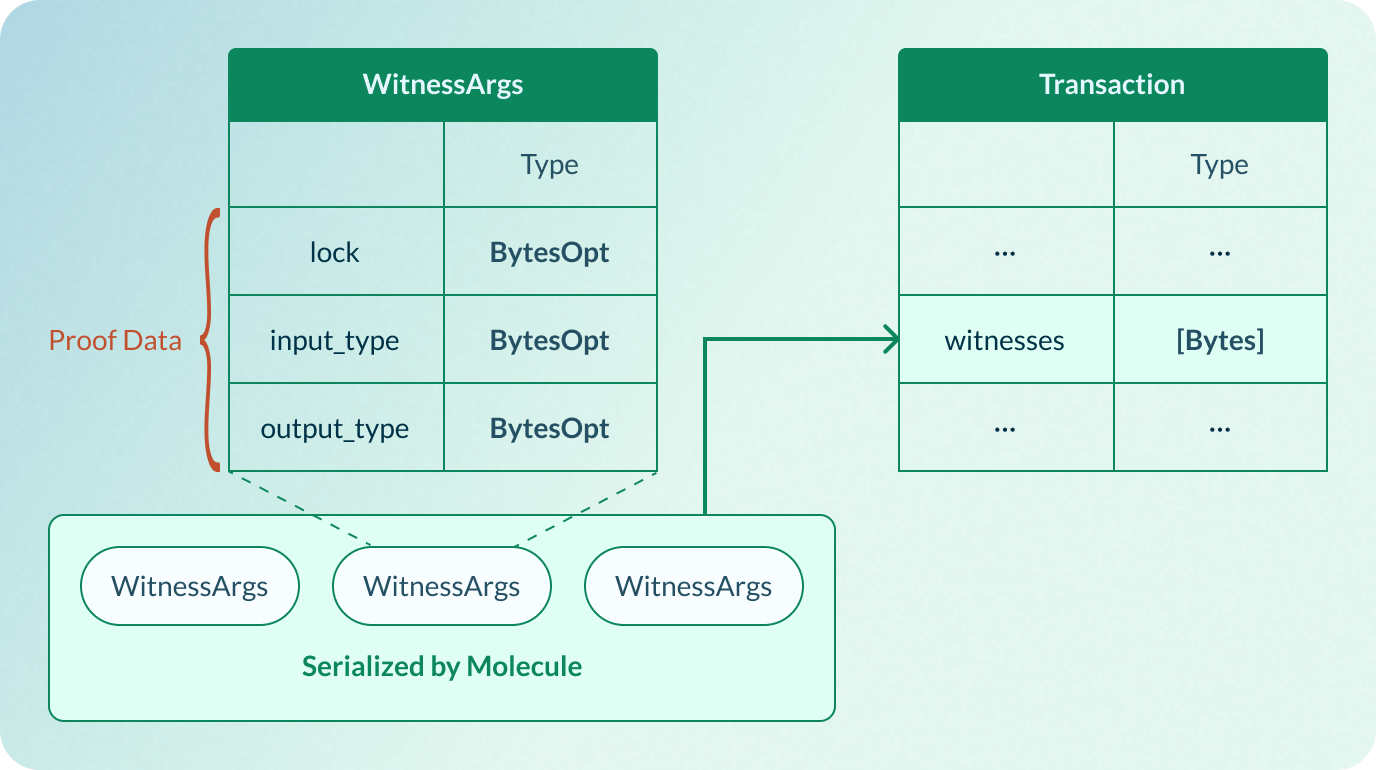 WitnessArgs
Type
lock BytesOpt
Proof Data
input_type BytesOpt
output_type BytesOpt
Transaction
Type
... ...
witnesses [Bytes]
... ...
WitnessArgs WitnessArgs WitnessArgs
Serialized by Molecule